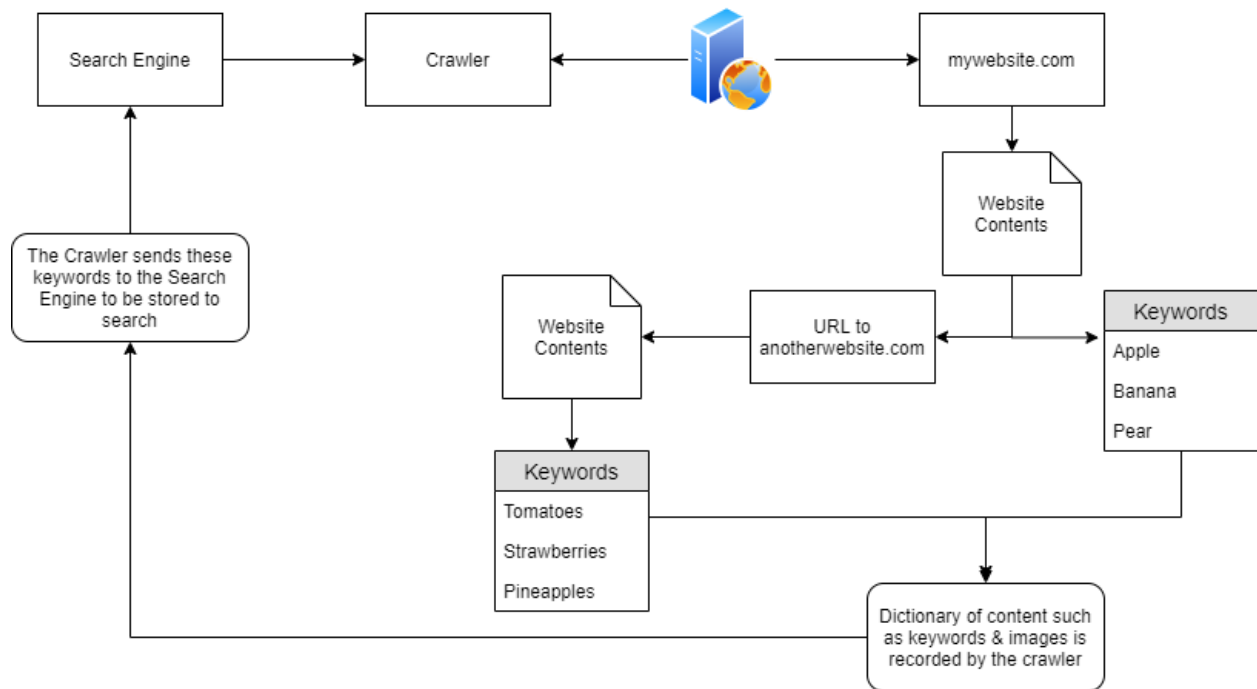 Search Engine
Crawler
mywebsite.com
Website
Contents
The Crawler sends these
keywords to the Search
Engine to be stored to
search
Website
Contents
URL to
anotherwebsite.com
Keywords
Apple
Banana
Pear
Keywords
Tomatoes
Strawberries
Pineapples
Dictionary of content such
as keywords & images is
recorded by the crawler